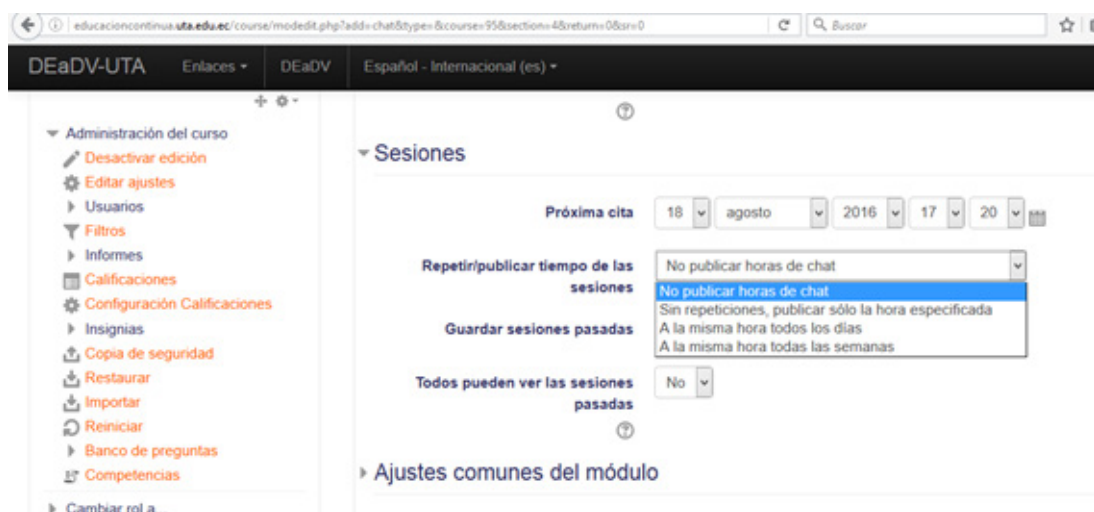 educacioncontinua.uta.edu.ec/course/modedit.php?add=chat&type=&course=95&section=4&return=0&sr=0
Buscar
DEaDV-UTA Enlaces DEaDV Español - Internacional (es)
Administración del curso
Desactivar edición
Editar ajustes
Usuarios
Filtros
Informes
Calificaciones
Configuración Calificaciones
Insignias
Copia de seguridad
Restaurar
Importar
Reiniciar
Banco de preguntas
Competencias
Cambiar rol a...
Sesiones
Próxima cita 18 agosto 2016 17 20
Repetir/publicar tiempo de las sesiones No publicar horas de chat
No publicar horas de chat
Sin repeticiones, publicar sólo la hora especificada
A la misma hora todos los días
A la misma hora todas las semanas
Guardar sesiones pasadas
Todos pueden ver las sesiones pasadas No
Ajustes comunes del módulo